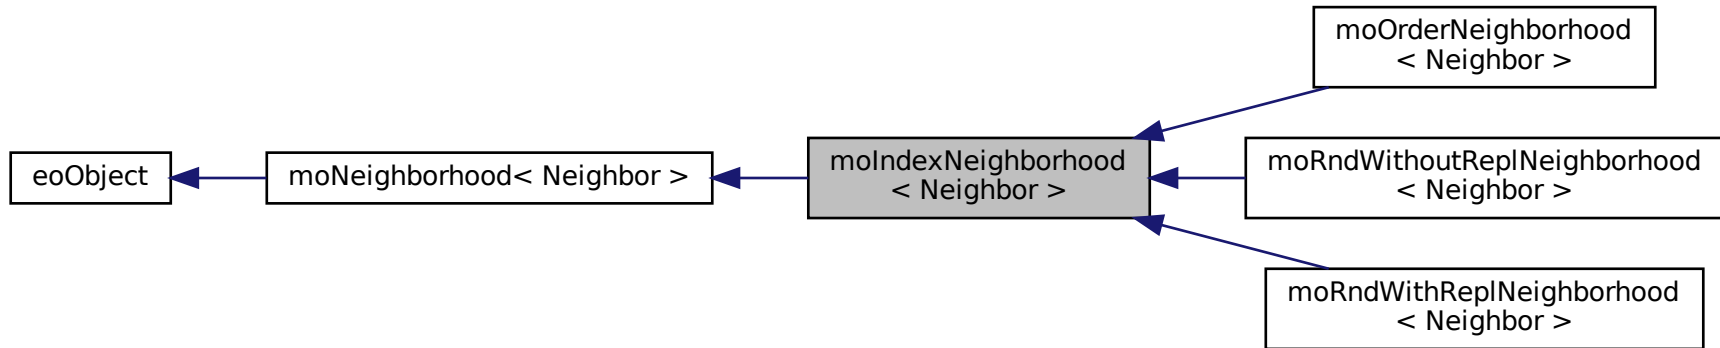 eoObject
moNeighborhood< Neighbor >
moIndexNeighborhood
< Neighbor >
moOrderNeighborhood
< Neighbor >
moRndWithoutReplNeighborhood
< Neighbor >
moRndWithReplNeighborhood
< Neighbor >